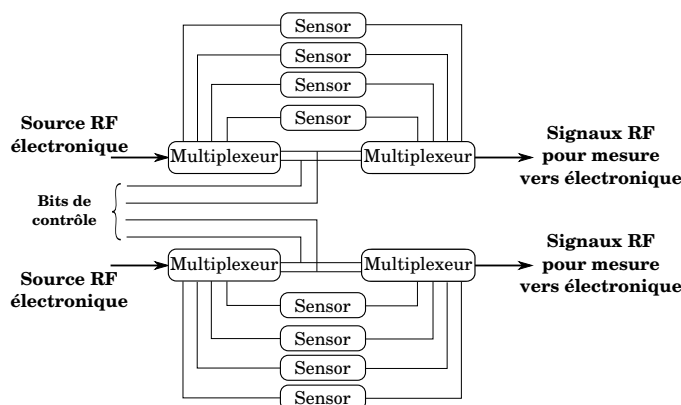 Sensor
Sensor
Sensor
Sensor
Source RF
électronique
Multiplexeur
Multiplexeur
Signaux RF
pour mesure
vers électronique
Bits de
contrôle
Source RF
électronique
Multiplexeur
Multiplexeur
Signaux RF
pour mesure
vers électronique
Sensor
Sensor
Sensor
Sensor